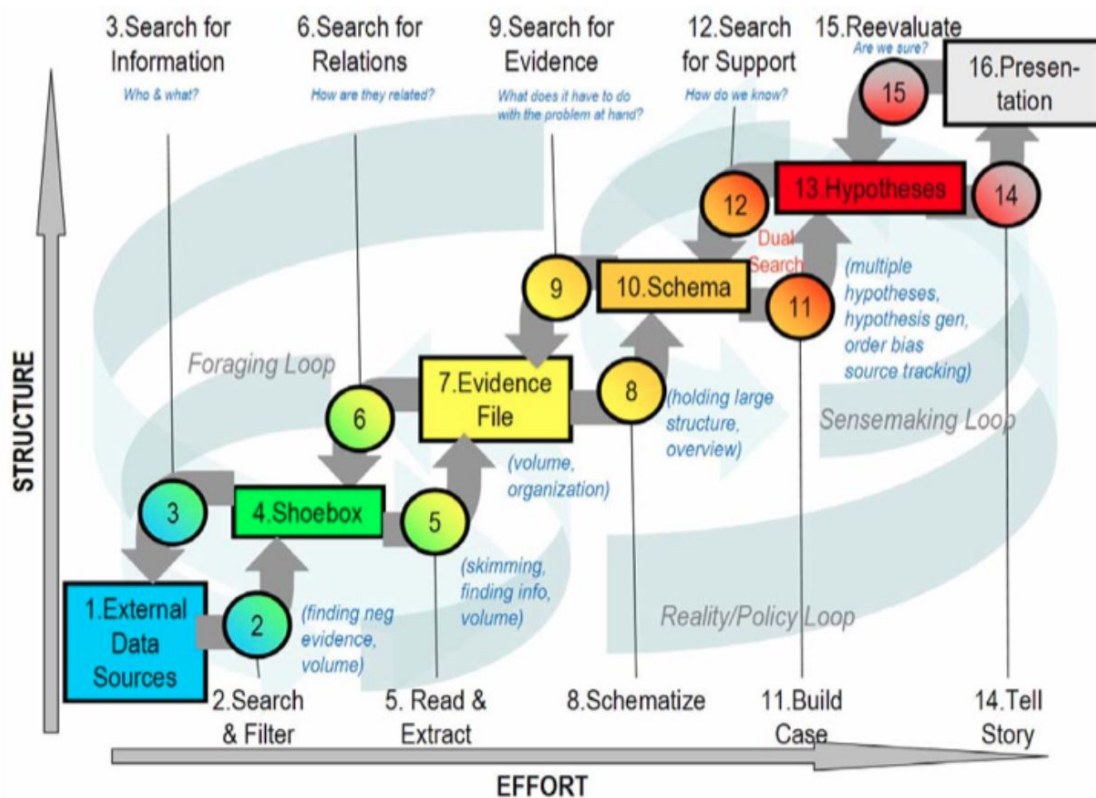 3.Search for
Information
Who & what?
6.Search for
Relations
How are they related?
9.Search for
Evidence
What does it have to do
with the problem at hand?
12.Search
for Support
How do we know?
15.Reevaluate
Are we sure?
15
16.Presen-
tation
12
13.Hypotheses
14
Dual
Search
9
10.Schema
11
(multiple
hypotheses,
hypothesis gen,
order bias
source tracking)
Foraging Loop
7.Evidence
File
6
8
(holding large
structure,
overview)
Sensemaking Loop
(volume,
organization)
3
4.Shoebox
5
(skimming,
finding info,
volume)
1.External
Data
Sources
2
(finding neg
evidence,
volume)
Reality/Policy Loop
2.Search
& Filter
5. Read &
Extract
8.Schematize
11.Build
Case
14.Tell
Story
STRUCTURE
EFFORT